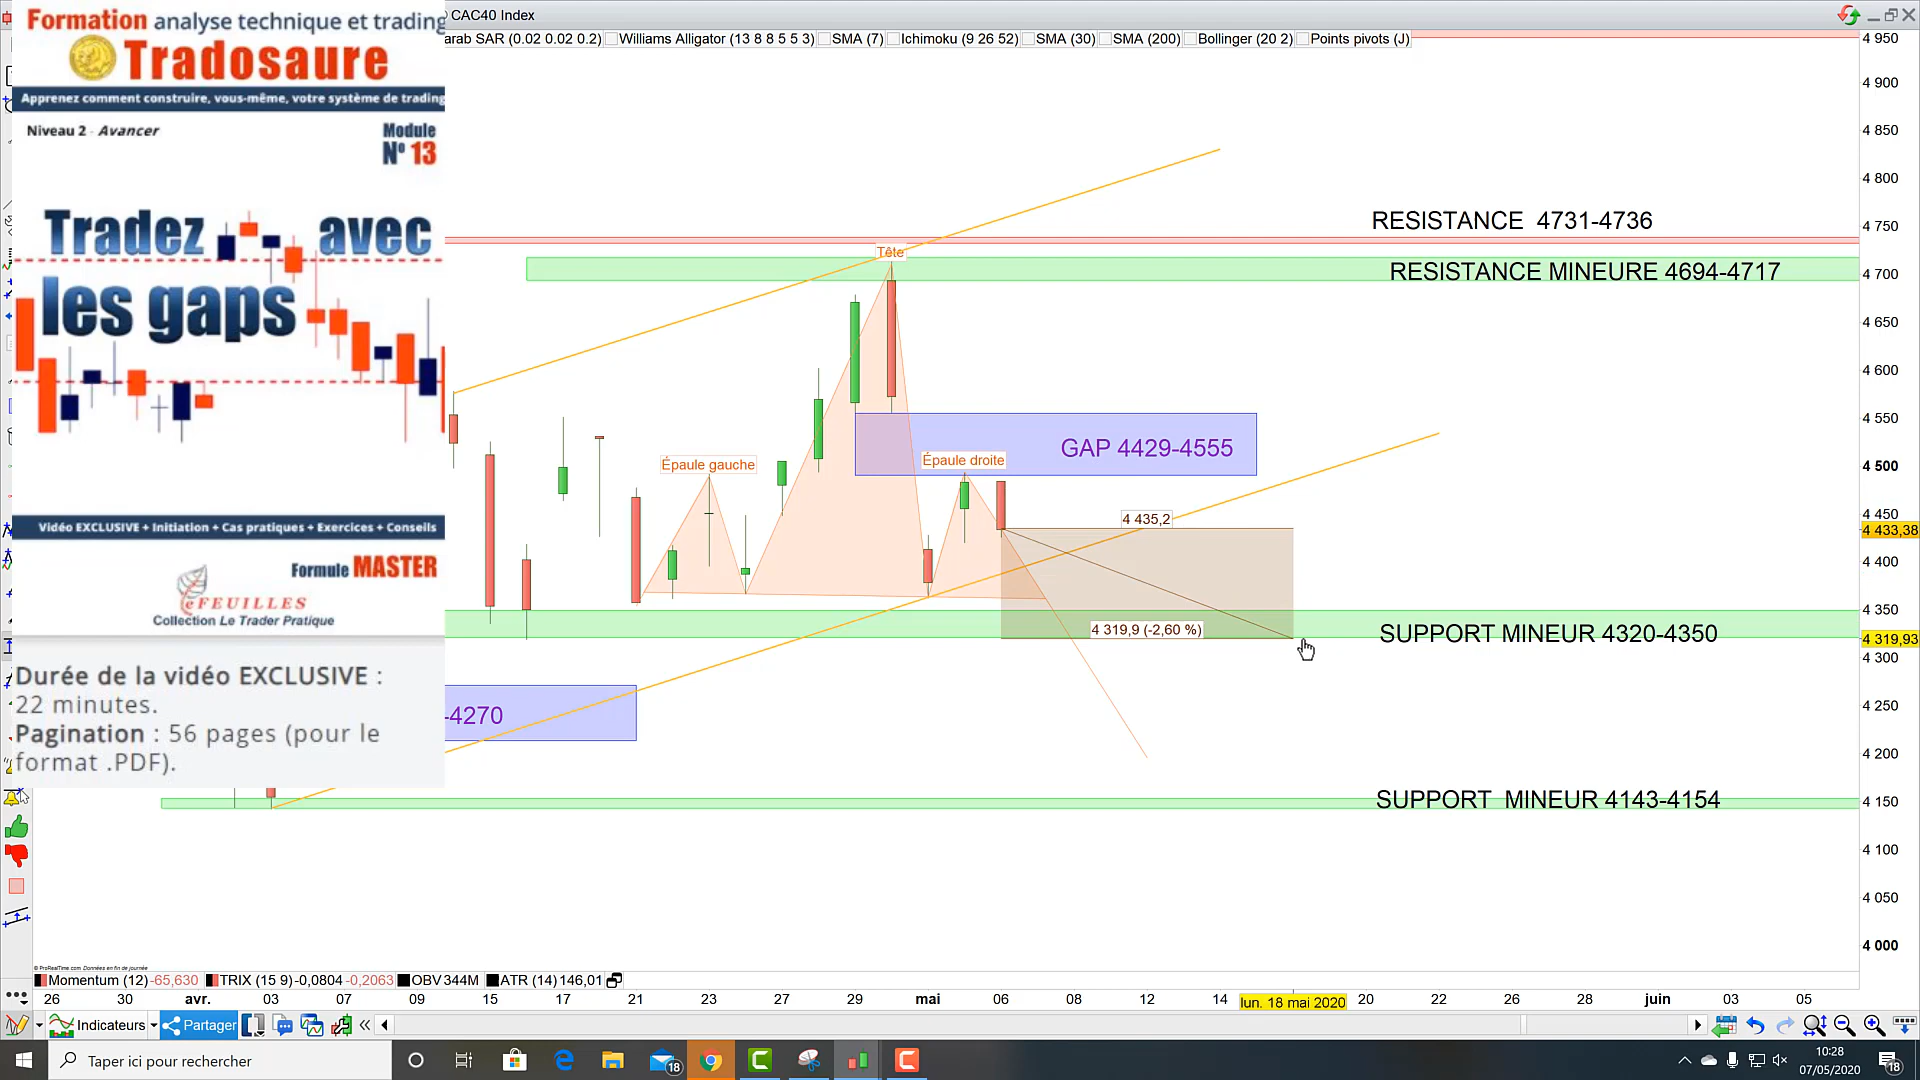 Formation analyse technique et trading
Tradosaure
Apprenez comment construire, vous-même, votre système de trading
Niveau 2 - Avancer
Module
N° 13
Tradez avec
les gaps
Vidéo EXCLUSIVE + Initiation + Cas pratiques + Exercices + Conseils
Formule MASTER
eFEUILLES
Collection Le Trader Pratique
Durée de la vidéo EXCLUSIVE :
22 minutes.
Pagination : 56 pages (pour le
format .PDF).
CAC40 Index
arab SAR (0.02 0.02 0.2) Williams Alligator (13 8 8 5 5 3) SMA (7) Ichimoku (9 26 52) SMA (30) SMA (200) Bollinger (20 2) Points pivots (J)
RESISTANCE 4731-4736
Tête
RESISTANCE MINEURE 4694-4717
GAP 4429-4555
Épaule gauche
Épaule droite
4 435,2
4 319,9 (-2,60 %)
SUPPORT MINEUR 4320-4350
-4270
SUPPORT MINEUR 4143-4154
4 950
4 900
4 850
4 800
4 750
4 700
4 650
4 600
4 550
4 500
4 450
4 433,38
4 400
4 350
4 319,93
4 300
4 250
4 200
4 150
4 100
4 050
4 000
© ProRealTime.com Données en fin de journée
Momentum (12) -65,630 TRIX (15 9) -0,0804 -0,2063 OBV 344M ATR (14) 146,01
26 30 avr. 03 07 09 15 17 21 23 27 29 mai 06 08 12 14 lun. 18 mai 2020 20 22 26 28 juin 03 05
Indicateurs Partager
Taper ici pour rechercher
18
10:28
07/05/2020
18